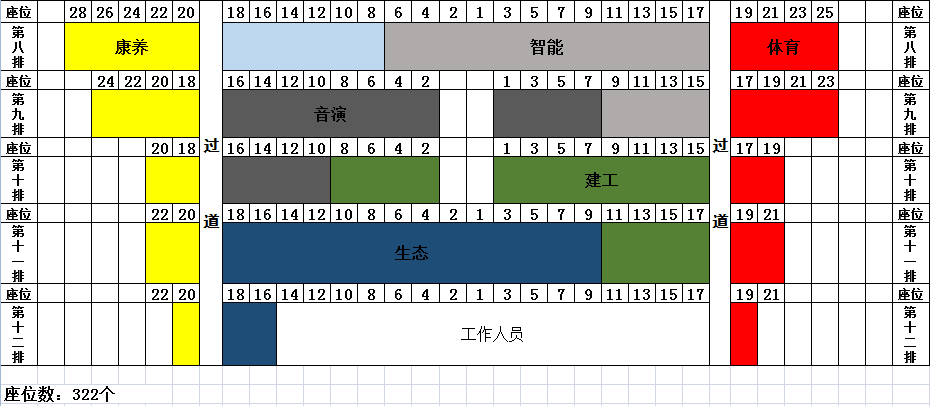 座位 28 26 24 22 20 18 16 14 12 10 8 6 4 2 1 3 5 7 9 11 13 15 17 19 21 23 25 座位
第八排 康养 智能 体育 第八排
座位 24 22 20 18 16 14 12 10 8 6 4 2 1 3 5 7 9 11 13 15 17 19 21 23 座位
第九排 音演 第九排
过 过
座位 20 18 16 14 12 10 8 6 4 2 1 3 5 7 9 11 13 15 17 19 座位
第十排 建工 第十排
座位 22 20 道 18 16 14 12 10 8 6 4 2 1 3 5 7 9 11 13 15 17 道 19 21 座位
第十一排 生态 第十一排
座位 22 20 18 16 14 12 10 8 6 4 2 1 3 5 7 9 11 13 15 17 19 21 座位
第十二排 工作人员 第十二排
座位数：322个